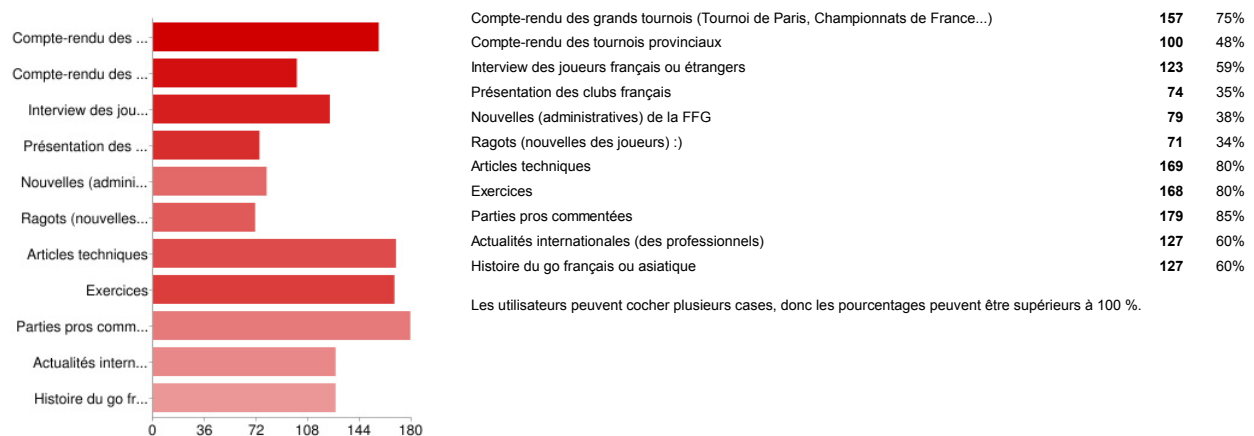 Compte-rendu des ...
Compte-rendu des ...
Interview des jou...
Présentation des ...
Nouvelles (admini...
Ragots (nouvelles...
Articles techniques
Exercices
Parties pros comm...
Actualités intern...
Histoire du go fr...
0 36 72 108 144 180
Compte-rendu des grands tournois (Tournoi de Paris, Championnats de France...) 157 75%
Compte-rendu des tournois provinciaux 100 48%
Interview des joueurs français ou étrangers 123 59%
Présentation des clubs français 74 35%
Nouvelles (administratives) de la FFG 79 38%
Ragots (nouvelles des joueurs) :) 71 34%
Articles techniques 169 80%
Exercices 168 80%
Parties pros commentées 179 85%
Actualités internationales (des professionnels) 127 60%
Histoire du go français ou asiatique 127 60%
Les utilisateurs peuvent cocher plusieurs cases, donc les pourcentages peuvent être supérieurs à 100 %.